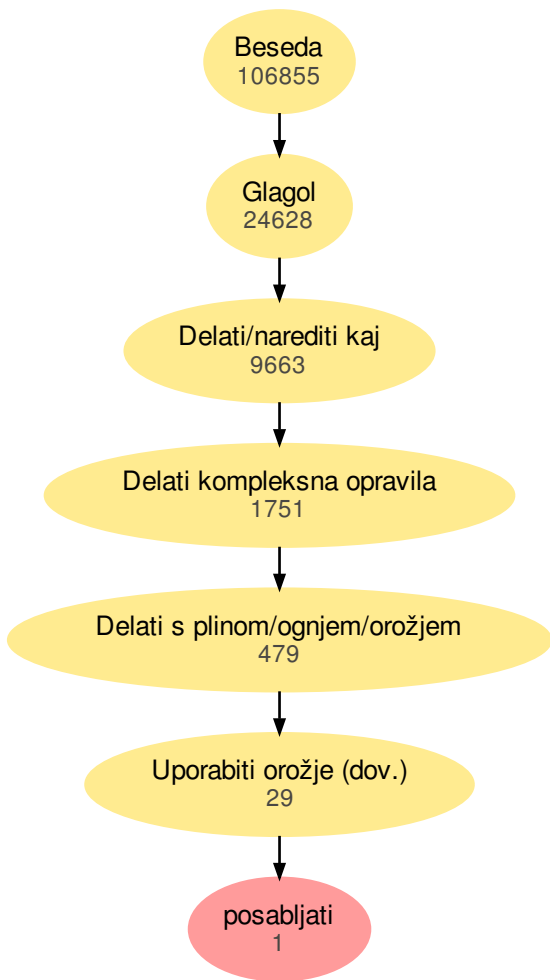 Beseda
106855
Glagol
24628
Delati/narediti kaj
9663
Delati kompleksna opravila
1751
Delati s plinom/ognjem/orožjem
479
Uporabiti orožje (dov.)
29
posabljati
1